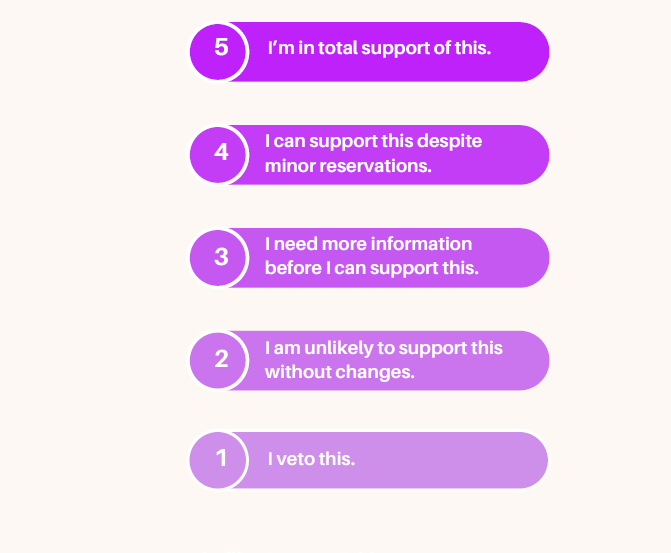 5
I’m in total support of this.
4
I can support this despite
minor reservations.
3
I need more information
before I can support this.
2
I am unlikely to support this
without changes.
1
I veto this.